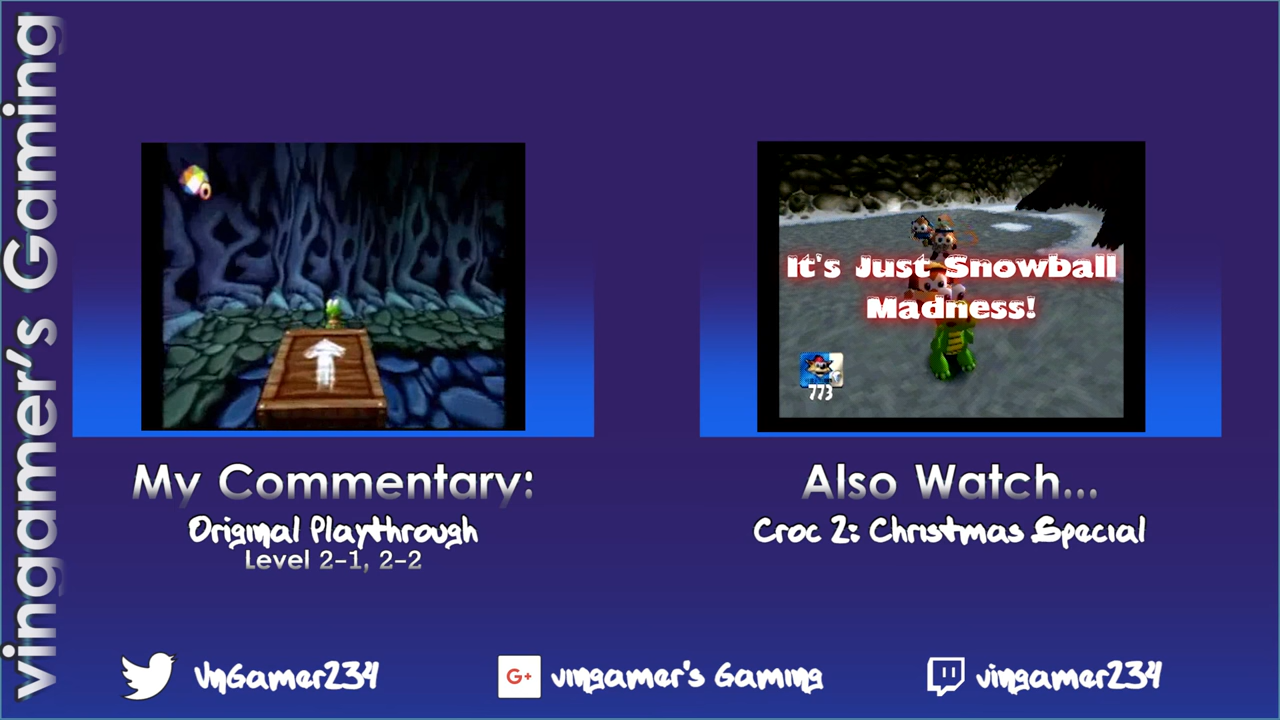 vingamer's Gaming
It's Just Snowball
Madness!
773
My Commentary:
Original Playthrough
Level 2-1, 2-2
Also Watch...
Croc 2: Christmas Special
VnGamer234
G+ vingamer's Gaming
vingamer234